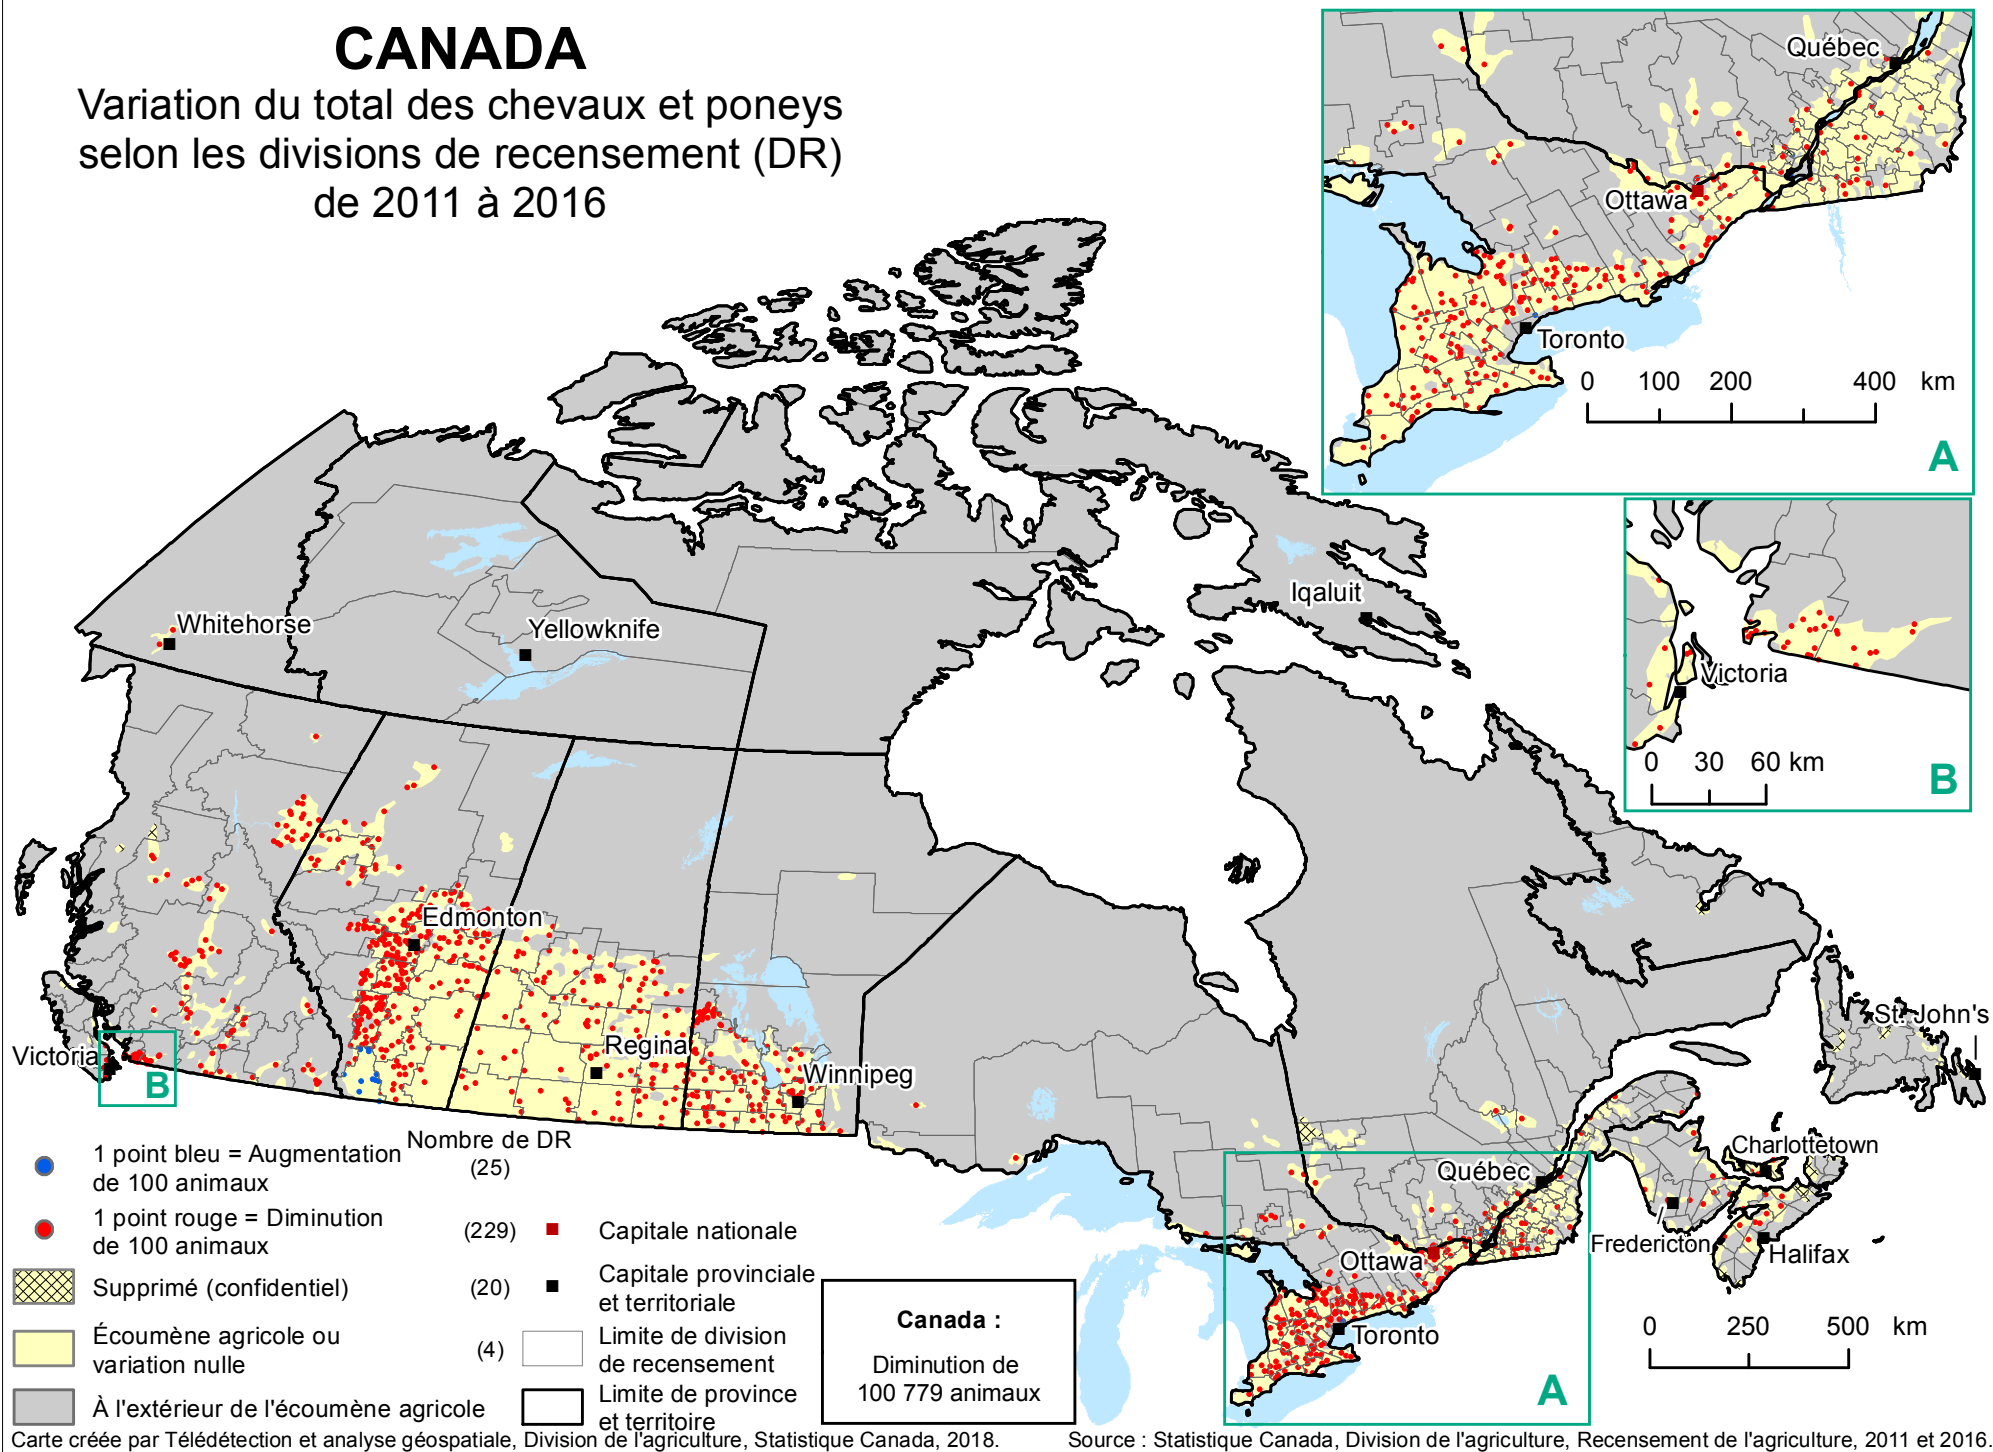 CANADA
Variation du total des chevaux et poneys
selon les divisions de recensement (DR)
de 2011 à 2016
Québec
Ottawa
Toronto
0 100 200 400 km
A
Victoria
0 30 60 km
B
Whitehorse
Yellowknife
Iqaluit
Edmonton
Regina
Winnipeg
Victoria
B
St. John's
Charlottetown
Fredericton
Halifax
Québec
Ottawa
Toronto
A
0 250 500 km
Nombre de DR
1 point bleu = Augmentation
de 100 animaux
(25)
1 point rouge = Diminution
de 100 animaux
(229)
Supprimé (confidentiel)
(20)
Écoumène agricole ou
variation nulle
(4)
À l'extérieur de l'écoumène agricole
Capitale nationale
Capitale provinciale
et territoriale
Limite de division
de recensement
Limite de province
et territoire
Canada :
Diminution de
100 779 animaux
Carte créée par Télédétection et analyse géospatiale, Division de l'agriculture, Statistique Canada, 2018.
Source : Statistique Canada, Division de l'agriculture, Recensement de l'agriculture, 2011 et 2016.